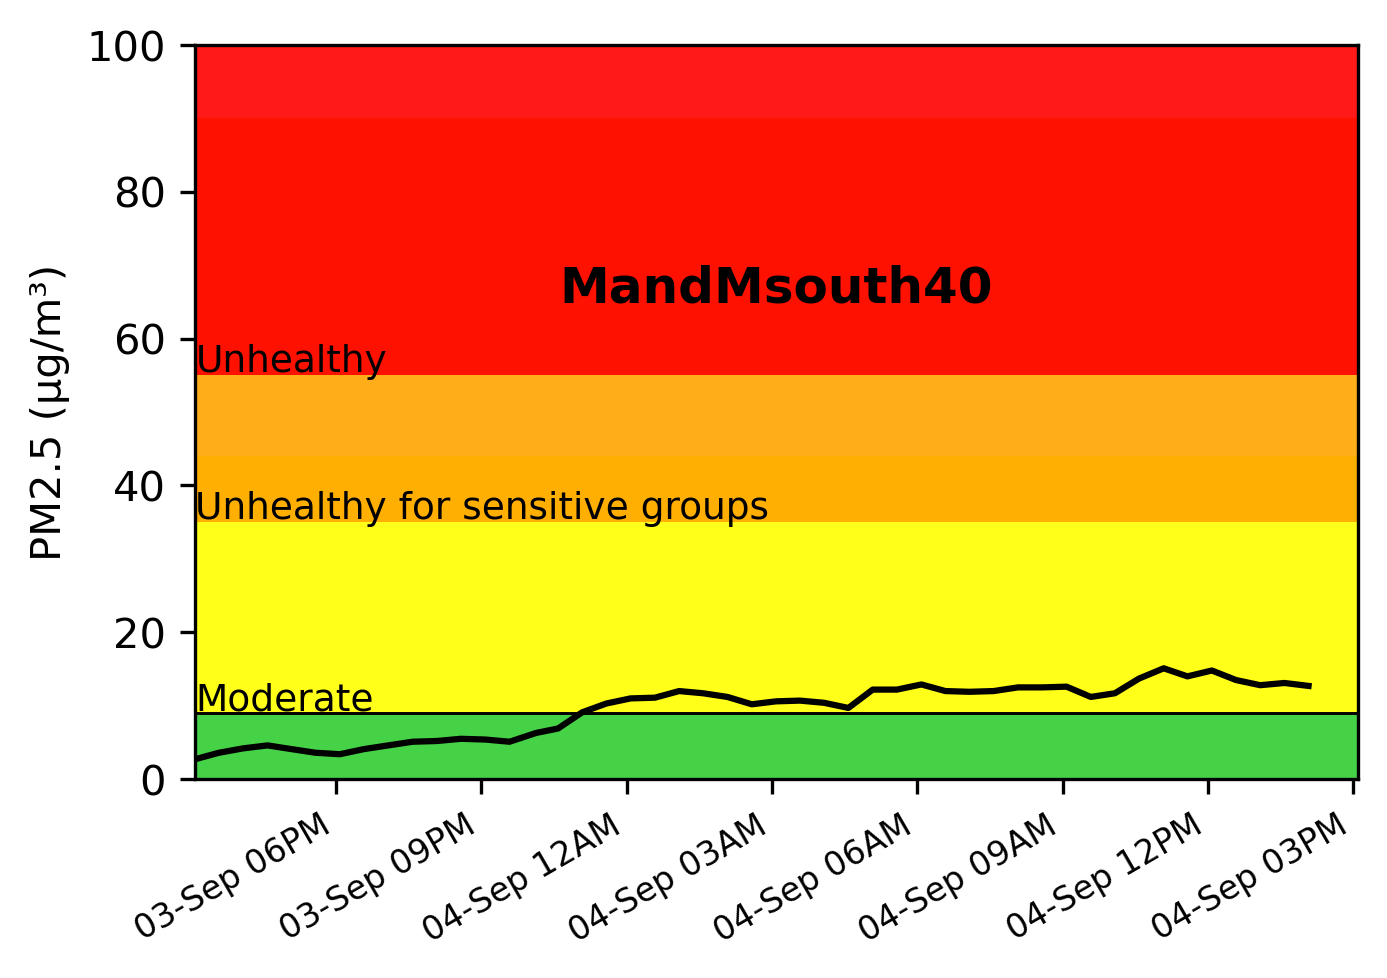 100
80
60
40
20
0
PM2.5 (µg/m³)
MandMsouth40
Unhealthy
Unhealthy for sensitive groups
Moderate
03-Sep 06PM
03-Sep 09PM
04-Sep 12AM
04-Sep 03AM
04-Sep 06AM
04-Sep 09AM
04-Sep 12PM
04-Sep 03PM